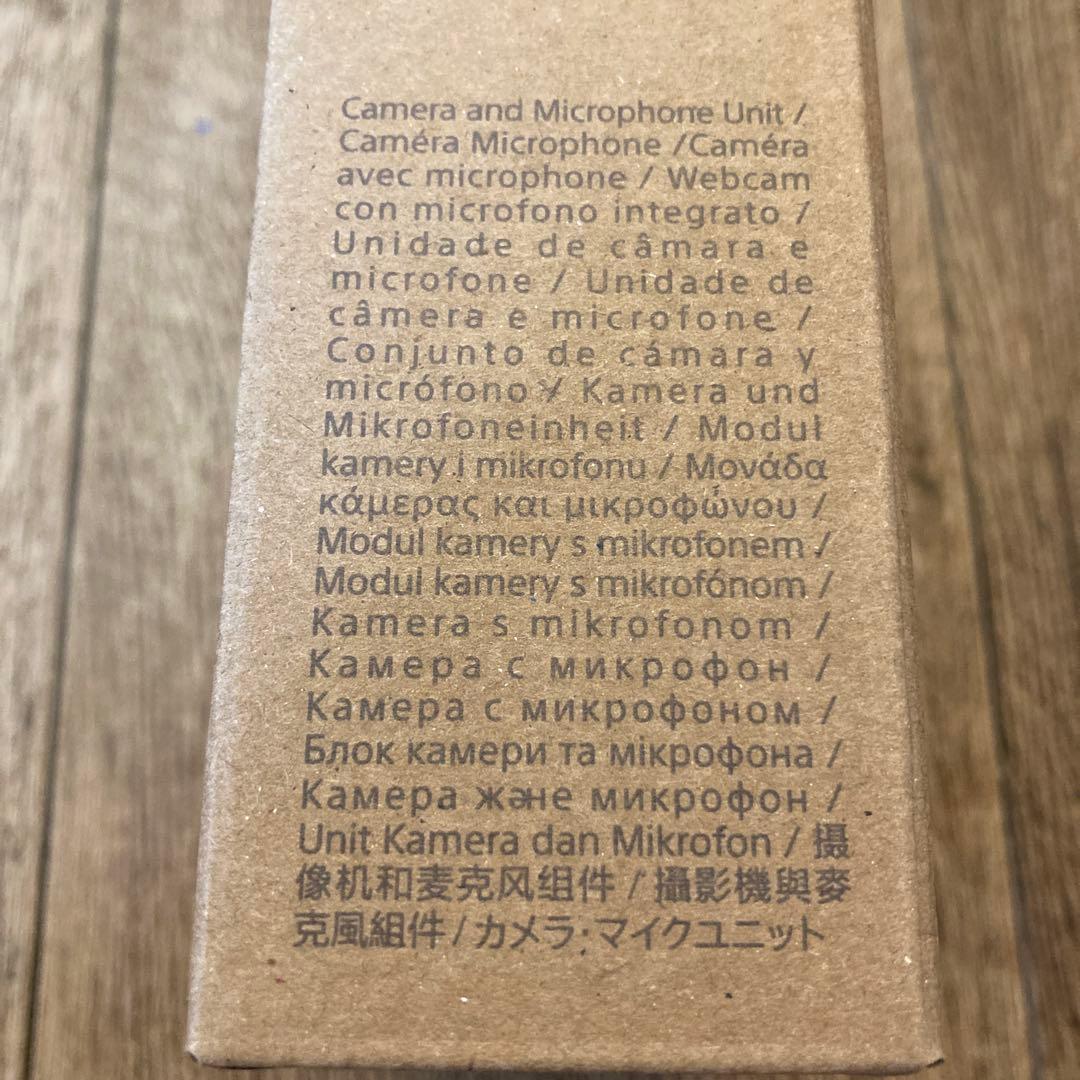 Camera and Microphone Unit /
Caméra Microphone /Caméra
avec microphone / Webcam
con microfono integrato /
Unidade de câmara e
microfone / Unidade de
câmera e microfone /
Conjunto de cámara y
micrófono / Kamera und
Mikrofoneinheit / Moduł
kamery i mikrofonu / Μονάδα
κάμερας και μικροφώνου /
Modul kamery s mikrofonem /
Modul kamery s mikrofónom /
Kamera s mikrofonom /
Камера с микрофон /
Камера с микрофоном /
Блок камери та мікрофона /
Камера және микрофон /
Unit Kamera dan Mikrofon / 摄
像机和麦克风组件 / 攝影機與麥
克風組件 / カメラ・マイクユニット